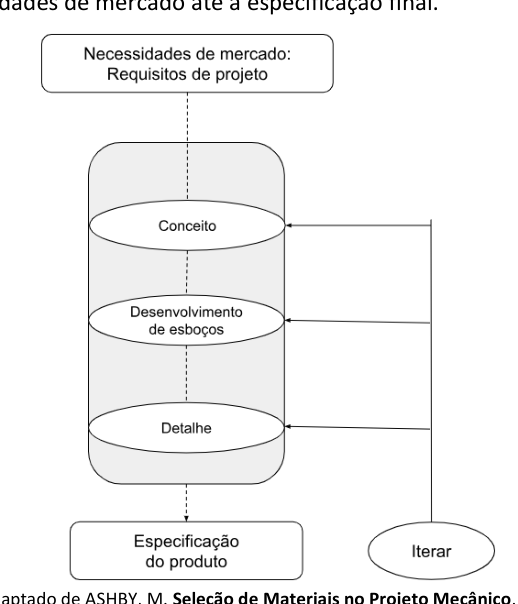 dades de mercado até a especificação final.
Necessidades de mercado:
Requisitos de projeto
Conceito
Desenvolvimento
de esboços
Detalhe
Especificação
do produto
Iterar
aptado de ASHBY, M. Seleção de Materiais no Projeto Mecânico.